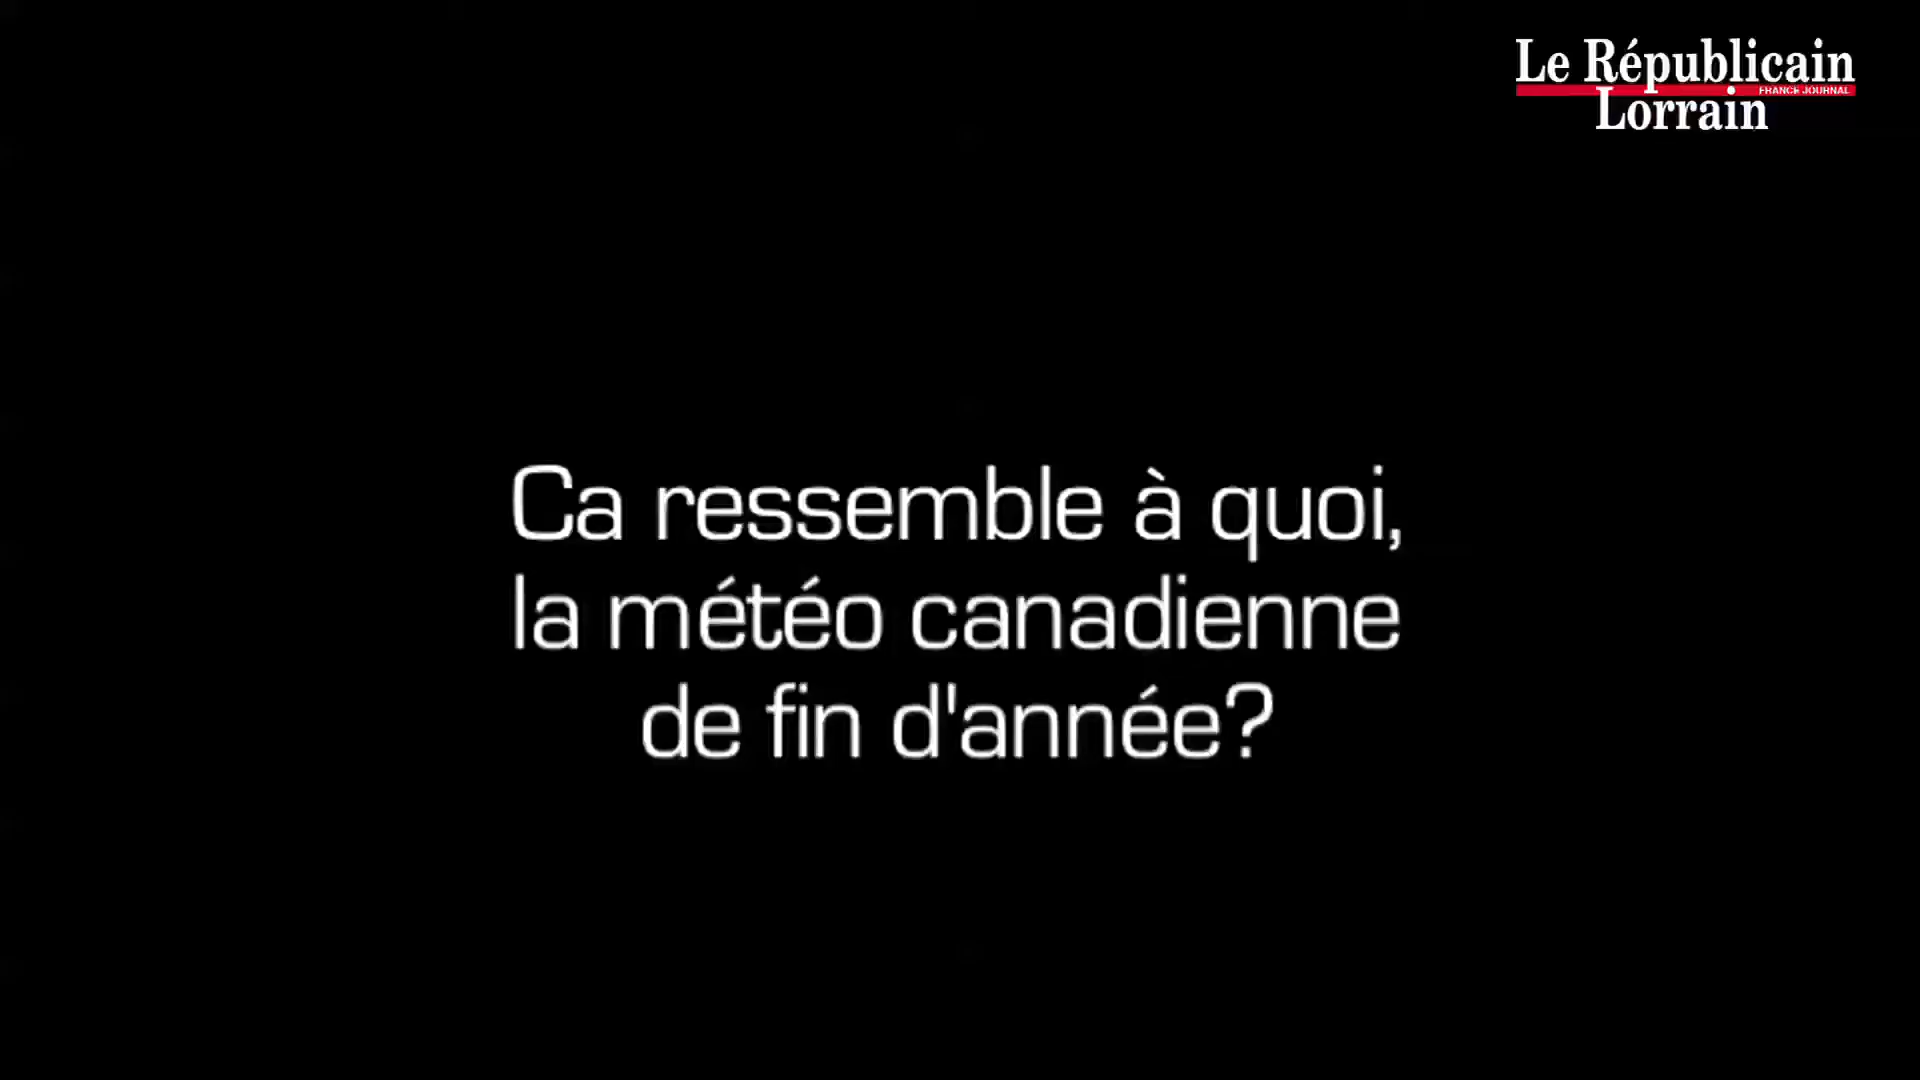 Le Républicain
FRANCE JOURNAL
Lorrain
Ca ressemble à quoi,
la météo canadienne
de fin d'année?